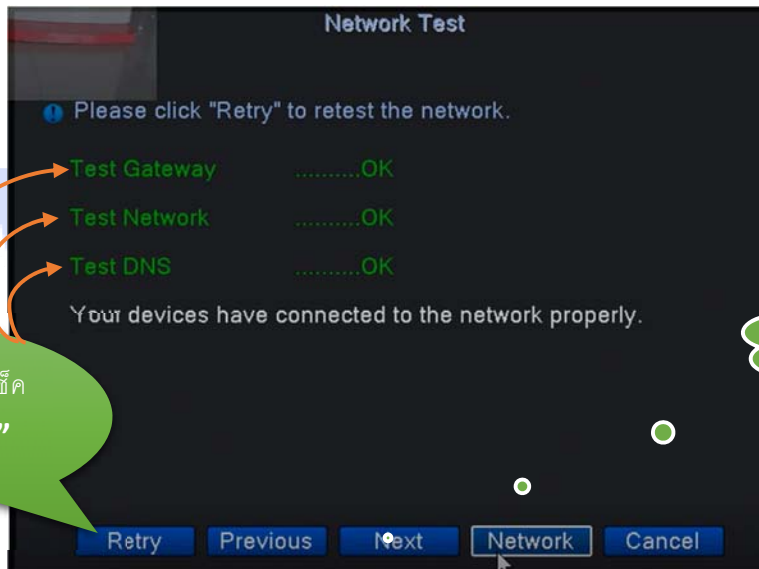 Network Test
Please click "Retry" to retest the network.
Test Gateway ..........OK
Test Network ..........OK
Test DNS ..........OK
Your devices have connected to the network properly.
”
Retry Previous Next Network Cancel